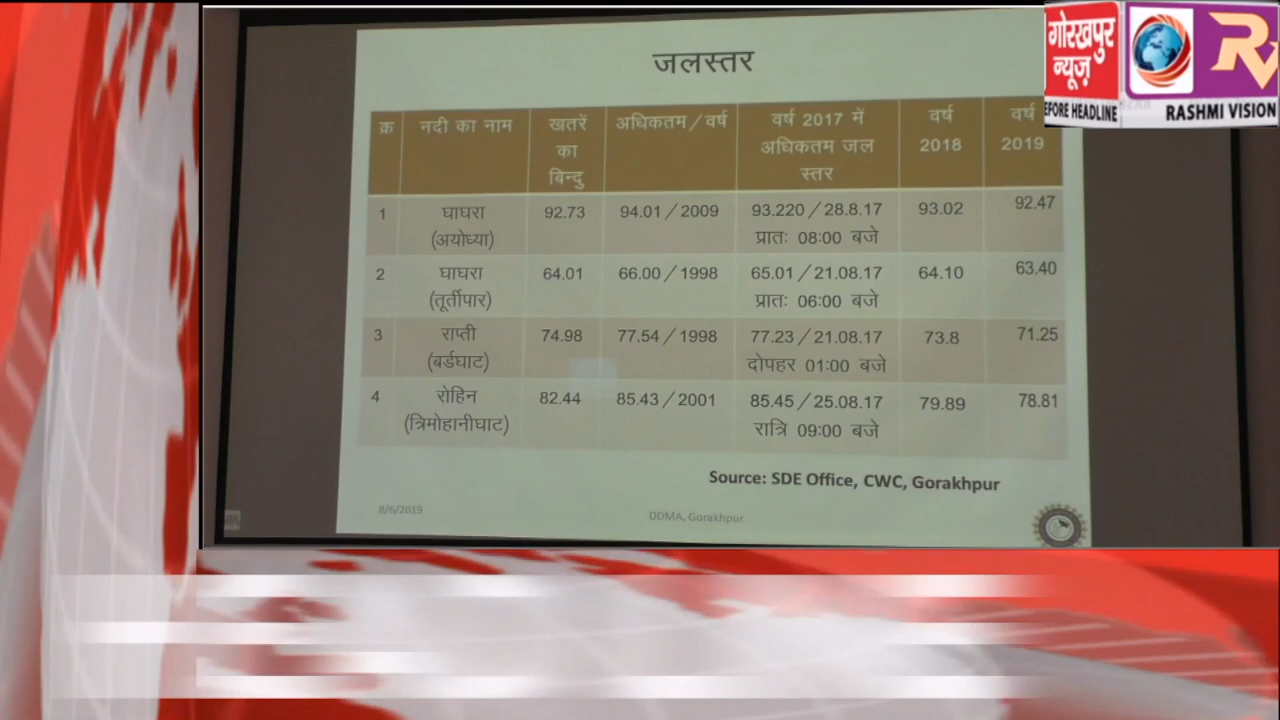 गोरखपुर
न्यूज़
EFORE HEADLINE
RASHMI VISION
जलस्तर
क्र नदी का नाम खतरें का बिन्दु अधिकतम / वर्ष वर्ष 2017 में अधिकतम जल स्तर वर्ष 2018 वर्ष 2019
1 घाघरा (अयोध्या) 92.73 94.01 / 2009 93.220 / 28.8.17 प्रातः 08:00 बजे 93.02 92.47
2 घाघरा (तूर्तीपार) 64.01 66.00 / 1998 65.01 / 21.08.17 प्रातः 06:00 बजे 64.10 63.40
3 राप्ती (बर्डघाट) 74.98 77.54 / 1998 77.23 / 21.08.17 दोपहर 01:00 बजे 73.8 71.25
4 रोहिन (त्रिमोहानीघाट) 82.44 85.43 / 2001 85.45 / 25.08.17 रात्रि 09:00 बजे 79.89 78.81
Source: SDE Office, CWC, Gorakhpur
8/6/2019 DDMA, Gorakhpur